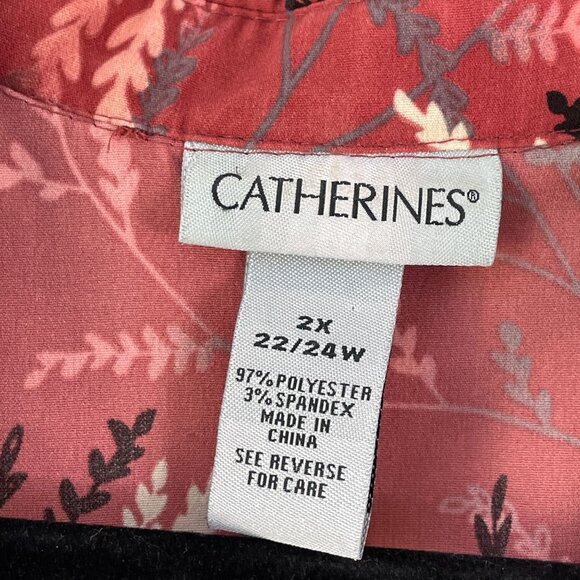 CATHERINES®
2X
22/24W
97% POLYESTER
3% SPANDEX
MADE IN
CHINA
SEE REVERSE
FOR CARE